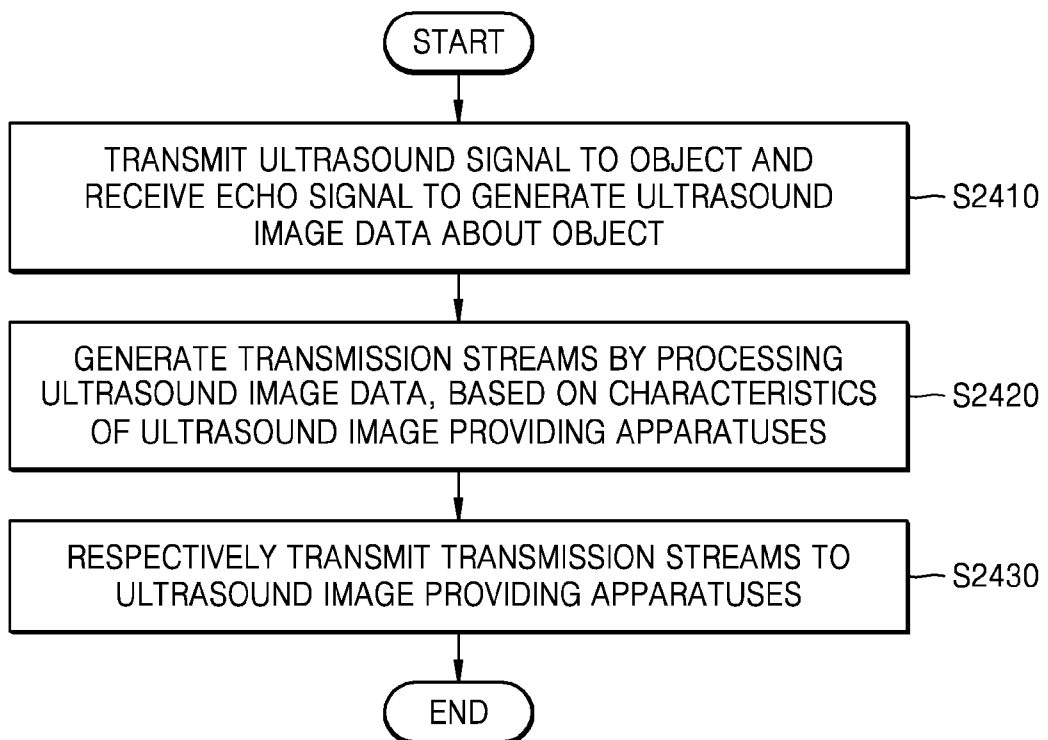 START
TRANSMIT ULTRASOUND SIGNAL TO OBJECT AND
RECEIVE ECHO SIGNAL TO GENERATE ULTRASOUND
IMAGE DATA ABOUT OBJECT
S2410
GENERATE TRANSMISSION STREAMS BY PROCESSING
ULTRASOUND IMAGE DATA, BASED ON CHARACTERISTICS
OF ULTRASOUND IMAGE PROVIDING APPARATUSES
S2420
RESPECTIVELY TRANSMIT TRANSMISSION STREAMS TO
ULTRASOUND IMAGE PROVIDING APPARATUSES
S2430
END